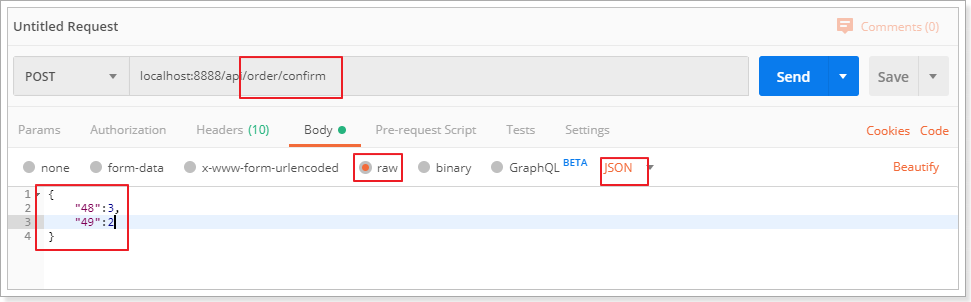 Untitled Request Comments (0)
POST localhost:8888/api/order/confirm Send Save
Params Authorization Headers (10) Body Pre-request Script Tests Settings Cookies Code
none form-data x-www-form-urlencoded raw binary GraphQL BETA JSON Beautify
1 {
2 "48":3,
3 "49":2
4 }